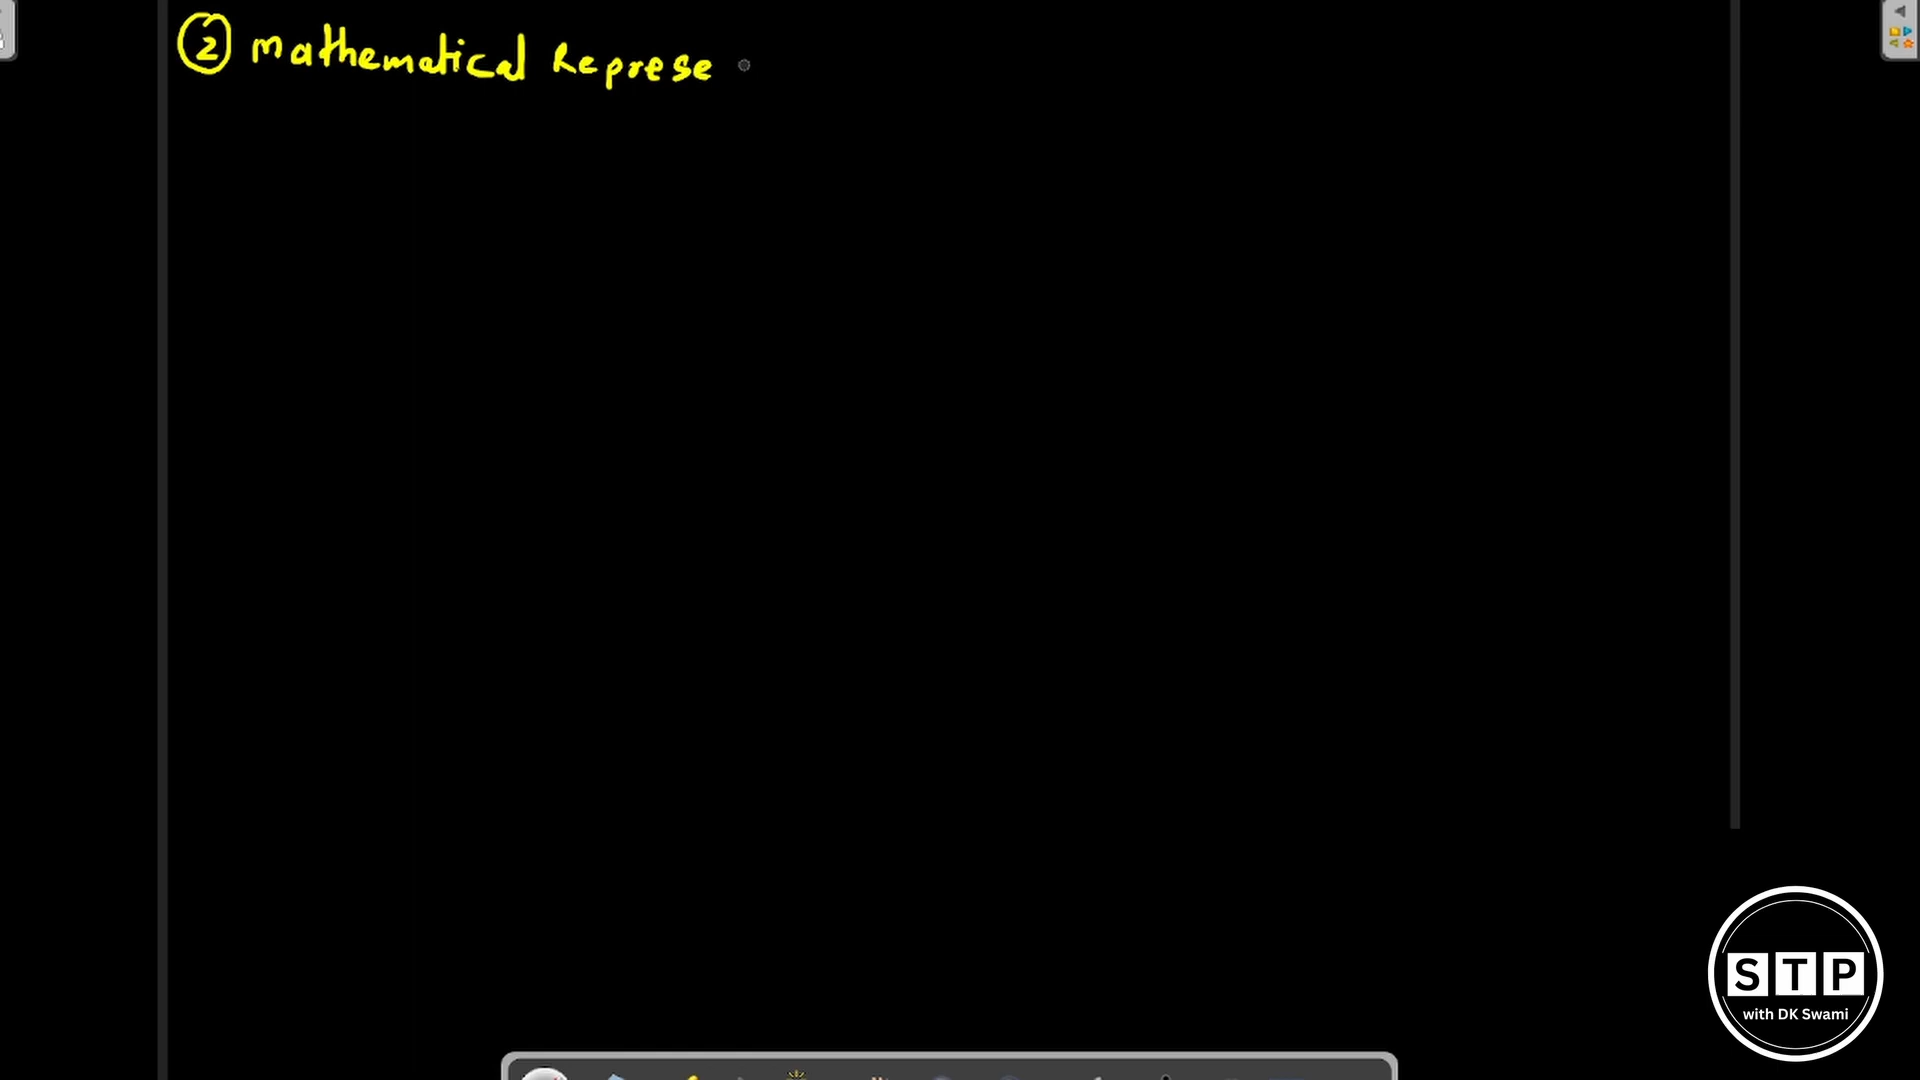 ② mathematical Represe
STP
with DK Swami